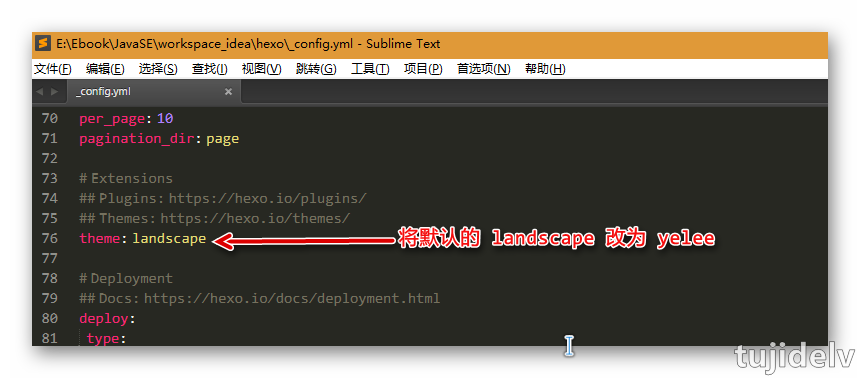 E:\Ebook\JavaSE\workspace_idea\hexo\_config.yml - Sublime Text
文件(F) 编辑(E) 选择(S) 查找(I) 视图(V) 跳转(G) 工具(T) 项目(P) 首选项(N) 帮助(H)
_config.yml ×
70 per_page: 10
71 pagination_dir: page
72
73 # Extensions
74 ## Plugins: https://hexo.io/plugins/
75 ## Themes: https://hexo.io/themes/
76 theme: landscape 将默认的 landscape 改为 yelee
77
78 # Deployment
79 ## Docs: https://hexo.io/docs/deployment.html
80 deploy:
81 type:
tujidelv